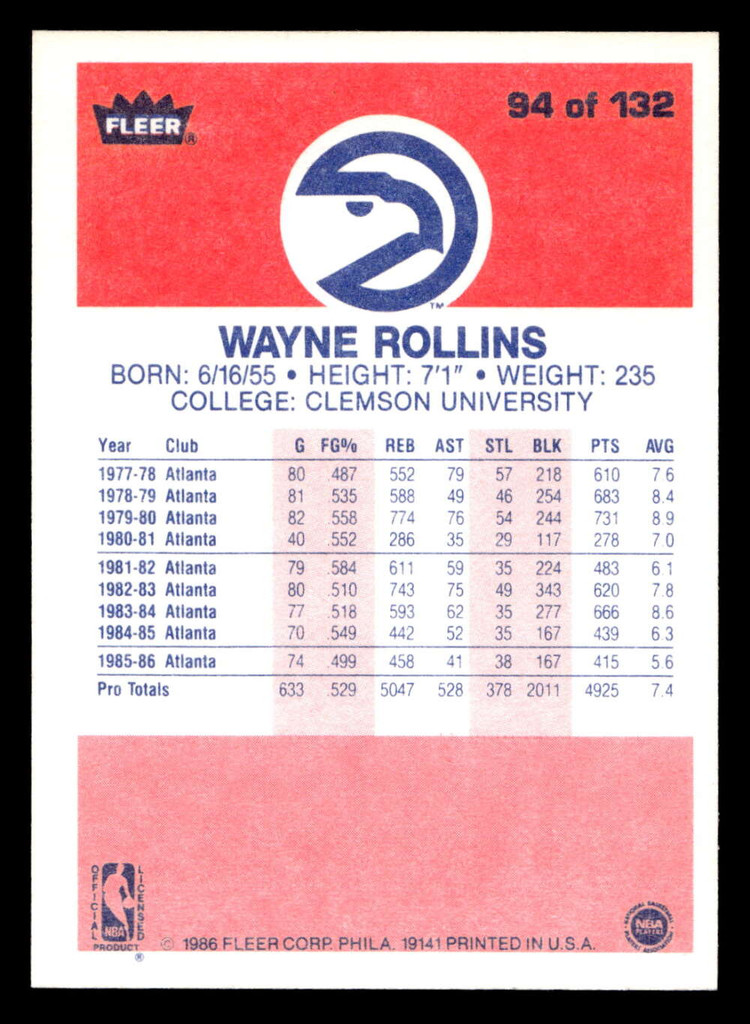 FLEER ®
94 of 132
TM
WAYNE ROLLINS
BORN: 6/16/55 • HEIGHT: 7'1" • WEIGHT: 235
COLLEGE: CLEMSON UNIVERSITY
Year Club G FG% REB AST STL BLK PTS AVG
1977-78 Atlanta 80 .487 552 79 57 218 610 7.6
1978-79 Atlanta 81 .535 588 49 46 254 683 8.4
1979-80 Atlanta 82 .558 774 76 54 244 731 8.9
1980-81 Atlanta 40 .552 286 35 29 117 278 7.0
1981-82 Atlanta 79 .584 611 59 35 224 483 6.1
1982-83 Atlanta 80 .510 743 75 49 343 620 7.8
1983-84 Atlanta 77 .518 593 62 35 277 666 8.6
1984-85 Atlanta 70 .549 442 52 35 167 439 6.3
1985-86 Atlanta 74 .499 458 41 38 167 415 5.6
Pro Totals 633 .529 5047 528 378 2011 4925 7.4
OFFICIAL LICENSED
NBA
PRODUCT
®
© 1986 FLEER CORP. PHILA. 19141 PRINTED IN U.S.A.
NATIONAL BASKETBALL
NBA
PLAYERS
PLAYERS ASSOCIATION